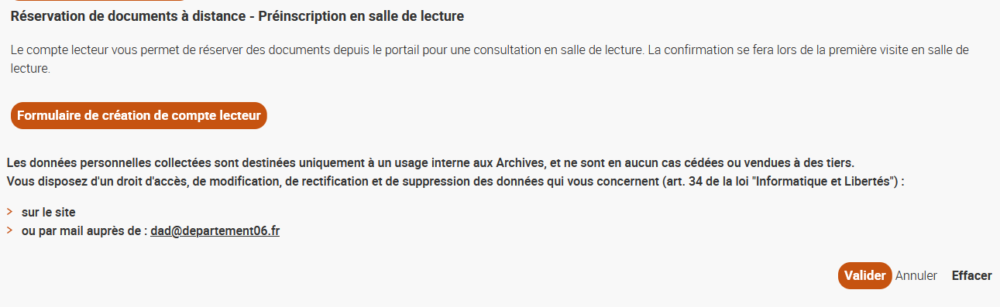 Réservation de documents à distance - Préinscription en salle de lecture
Le compte lecteur vous permet de réserver des documents depuis le portail pour une consultation en salle de lecture. La confirmation se fera lors de la première visite en salle de
lecture.
Formulaire de création de compte lecteur
Les données personnelles collectées sont destinées uniquement à un usage interne aux Archives, et ne sont en aucun cas cédées ou vendues à des tiers.
Vous disposez d'un droit d'accès, de modification, de rectification et de suppression des données qui vous concernent (art. 34 de la loi "Informatique et Libertés") :
> sur le site
> ou par mail auprès de : dad@departement06.fr
Valider Annuler Effacer